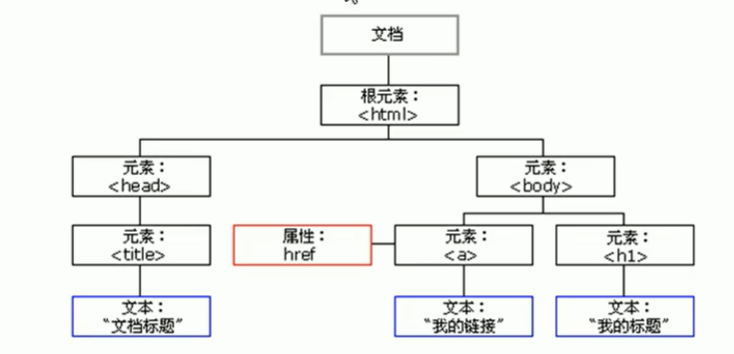 文档
根元素：
<html>
元素：
<head>
元素：
<body>
元素：
<title>
属性：
href
元素：
<a>
元素：
<h1>
文本：
“文档标题”
文本：
“我的链接”
文本：
“我的标题”